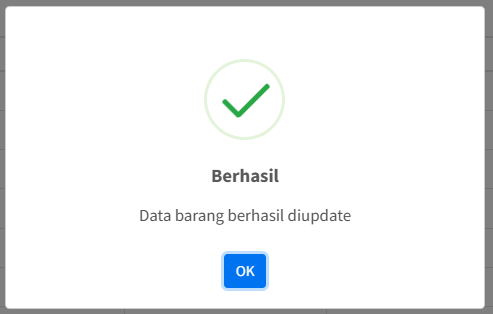 Berhasil
Data barang berhasil diupdate
OK